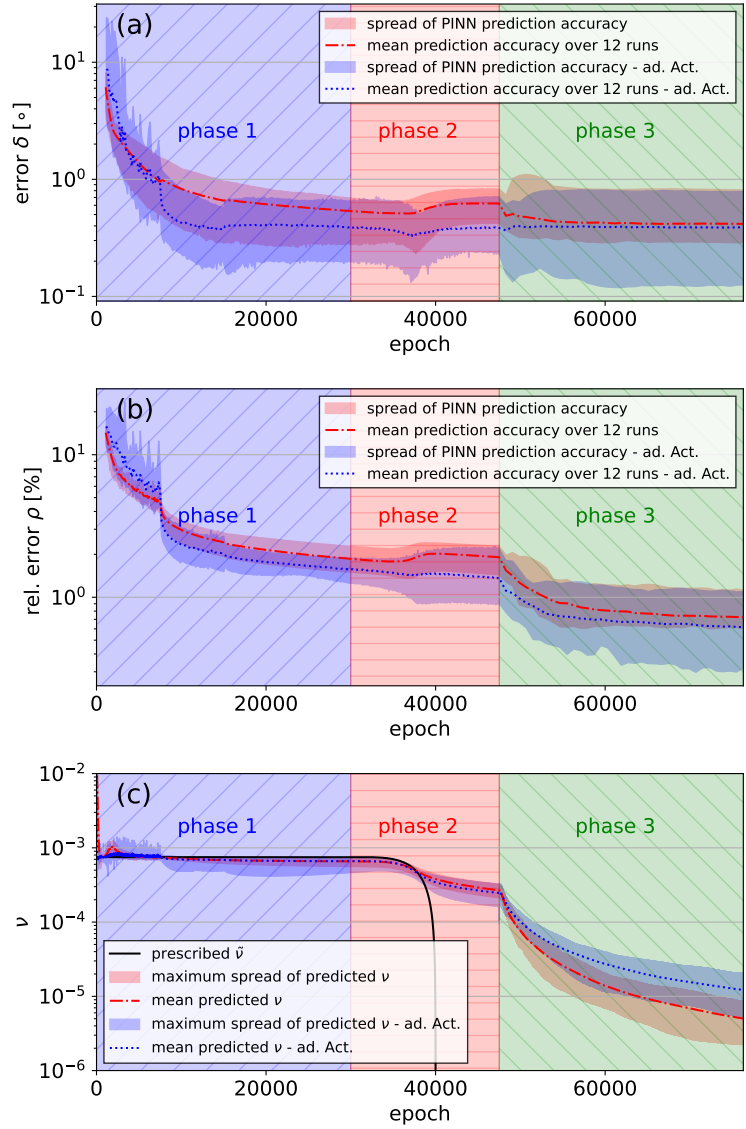 (a)
spread of PINN prediction accuracy
mean prediction accuracy over 12 runs
spread of PINN prediction accuracy - ad. Act.
mean prediction accuracy over 12 runs - ad. Act.
phase 1
phase 2
phase 3
error δ [∘]
10¹
10⁰
10⁻¹
0
20000
40000
60000
epoch
(b)
spread of PINN prediction accuracy
mean prediction accuracy over 12 runs
spread of PINN prediction accuracy - ad. Act.
mean prediction accuracy over 12 runs - ad. Act.
phase 1
phase 2
phase 3
rel. error ρ [%]
10¹
10⁰
0
20000
40000
60000
epoch
(c)
phase 1
phase 2
phase 3
ν
10⁻²
10⁻³
10⁻⁴
10⁻⁵
10⁻⁶
prescribed ν̃
maximum spread of predicted ν
mean predicted ν
maximum spread of predicted ν - ad. Act.
mean predicted ν - ad. Act.
0
20000
40000
60000
epoch